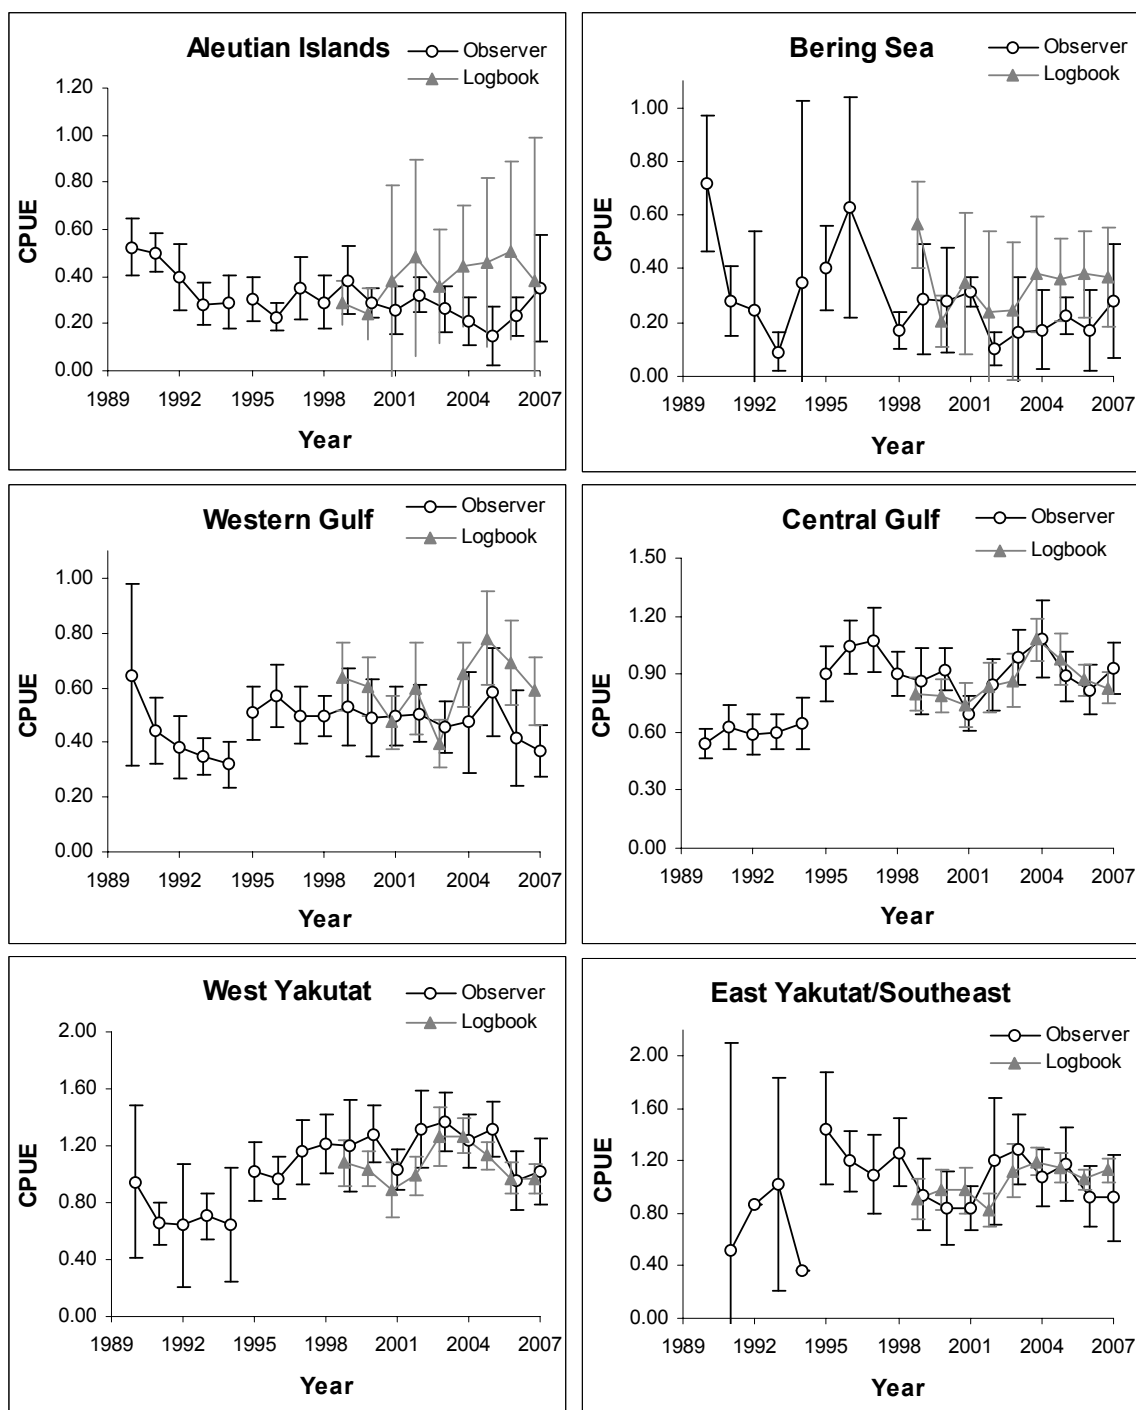 Aleutian Islands
Observer
Logbook
CPUE
1.20
1.00
0.80
0.60
0.40
0.20
0.00
1989 1992 1995 1998 2001 2004 2007
Year
Bering Sea
Observer
Logbook
CPUE
1.00
0.80
0.60
0.40
0.20
0.00
1989 1992 1995 1998 2001 2004 2007
Year
Western Gulf
Observer
Logbook
CPUE
1.00
0.80
0.60
0.40
0.20
0.00
1989 1992 1995 1998 2001 2004 2007
Year
Central Gulf
Observer
Logbook
CPUE
1.50
1.20
0.90
0.60
0.30
0.00
1989 1992 1995 1998 2001 2004 2007
Year
West Yakutat
Observer
Logbook
CPUE
2.00
1.60
1.20
0.80
0.40
0.00
1989 1992 1995 1998 2001 2004 2007
Year
East Yakutat/Southeast
Observer
Logbook
CPUE
2.00
1.60
1.20
0.80
0.40
0.00
1989 1992 1995 1998 2001 2004 2007
Year